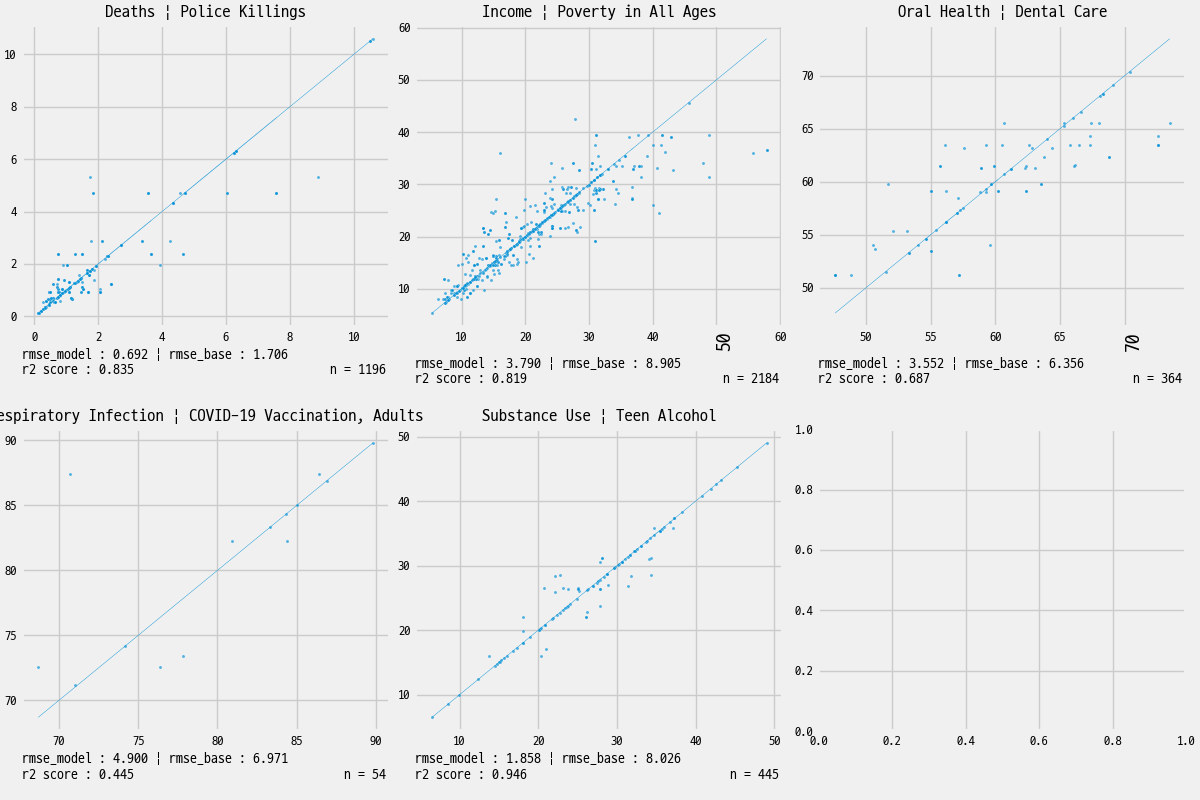 Deaths ¦ Police Killings
10
8
6
4
2
0
0 2 4 6 8 10
rmse_model : 0.692 ¦ rmse_base : 1.706
r2 score : 0.835 n = 1196
Income ¦ Poverty in All Ages
60
50
40
30
20
10
10 20 30 40 50 60
rmse_model : 3.790 ¦ rmse_base : 8.905
r2 score : 0.819 n = 2184
Oral Health ¦ Dental Care
70
65
60
55
50
50 55 60 65 70
rmse_model : 3.552 ¦ rmse_base : 6.356
r2 score : 0.687 n = 364
espiratory Infection ¦ COVID-19 Vaccination, Adults
90
85
80
75
70
70 75 80 85 90
rmse_model : 4.900 ¦ rmse_base : 6.971
r2 score : 0.445 n = 54
Substance Use ¦ Teen Alcohol
50
40
30
20
10
10 20 30 40 50
rmse_model : 1.858 ¦ rmse_base : 8.026
r2 score : 0.946 n = 445
1.0
0.8
0.6
0.4
0.2
0.0
0.0 0.2 0.4 0.6 0.8 1.0